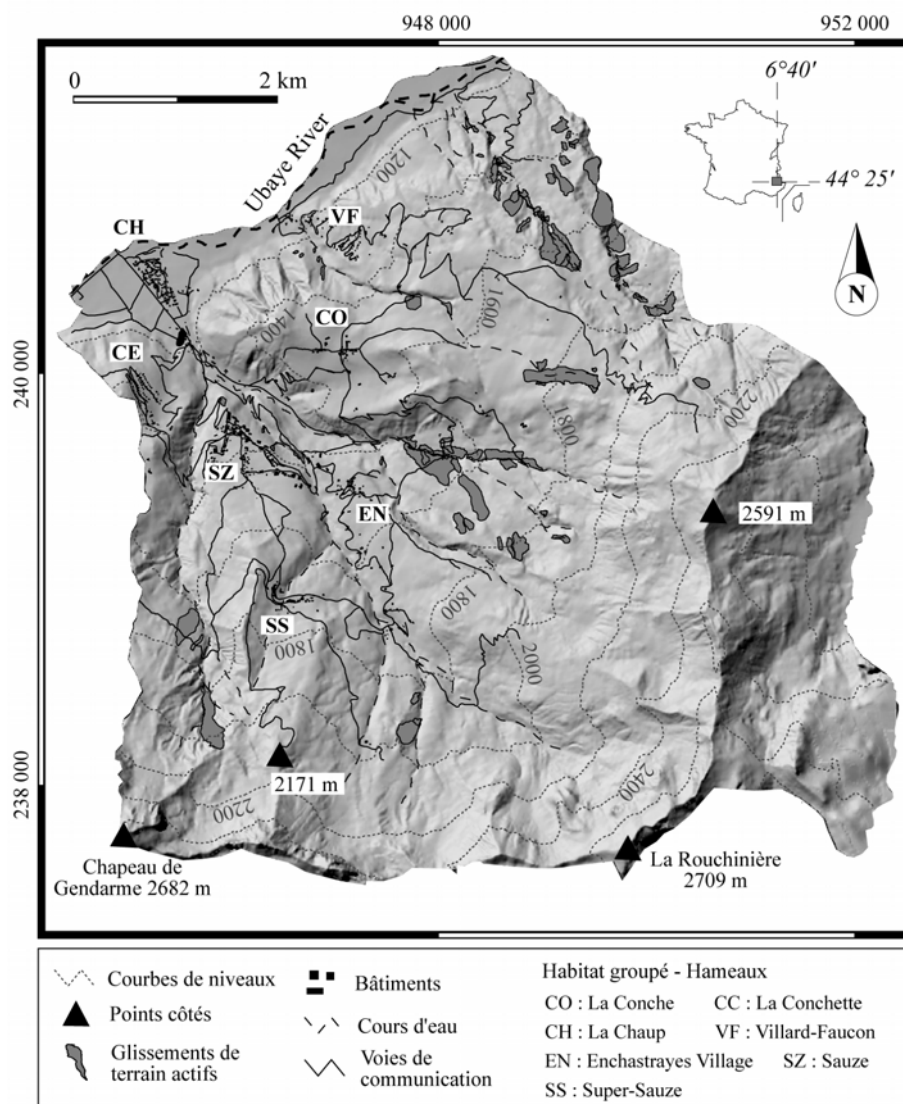 948 000
952 000
0
2 km
6°40'
44° 25'
Ubaye River
1200
CH
VF
N
1600
CO
1400
240 000
CE
2200
1800
SZ
EN
2591 m
SS
1800
1800
2000
238 000
2171 m
2400
2200
Chapeau de
Gendarme 2682 m
La Rouchinière
2709 m
Courbes de niveaux
Points côtés
Glissements de
terrain actifs
Bâtiments
Cours d'eau
Voies de
communication
Habitat groupé - Hameaux
CO : La Conche
CC : La Conchette
CH : La Chaup
VF : Villard-Faucon
EN : Enchastrayes Village
SZ : Sauze
SS : Super-Sauze